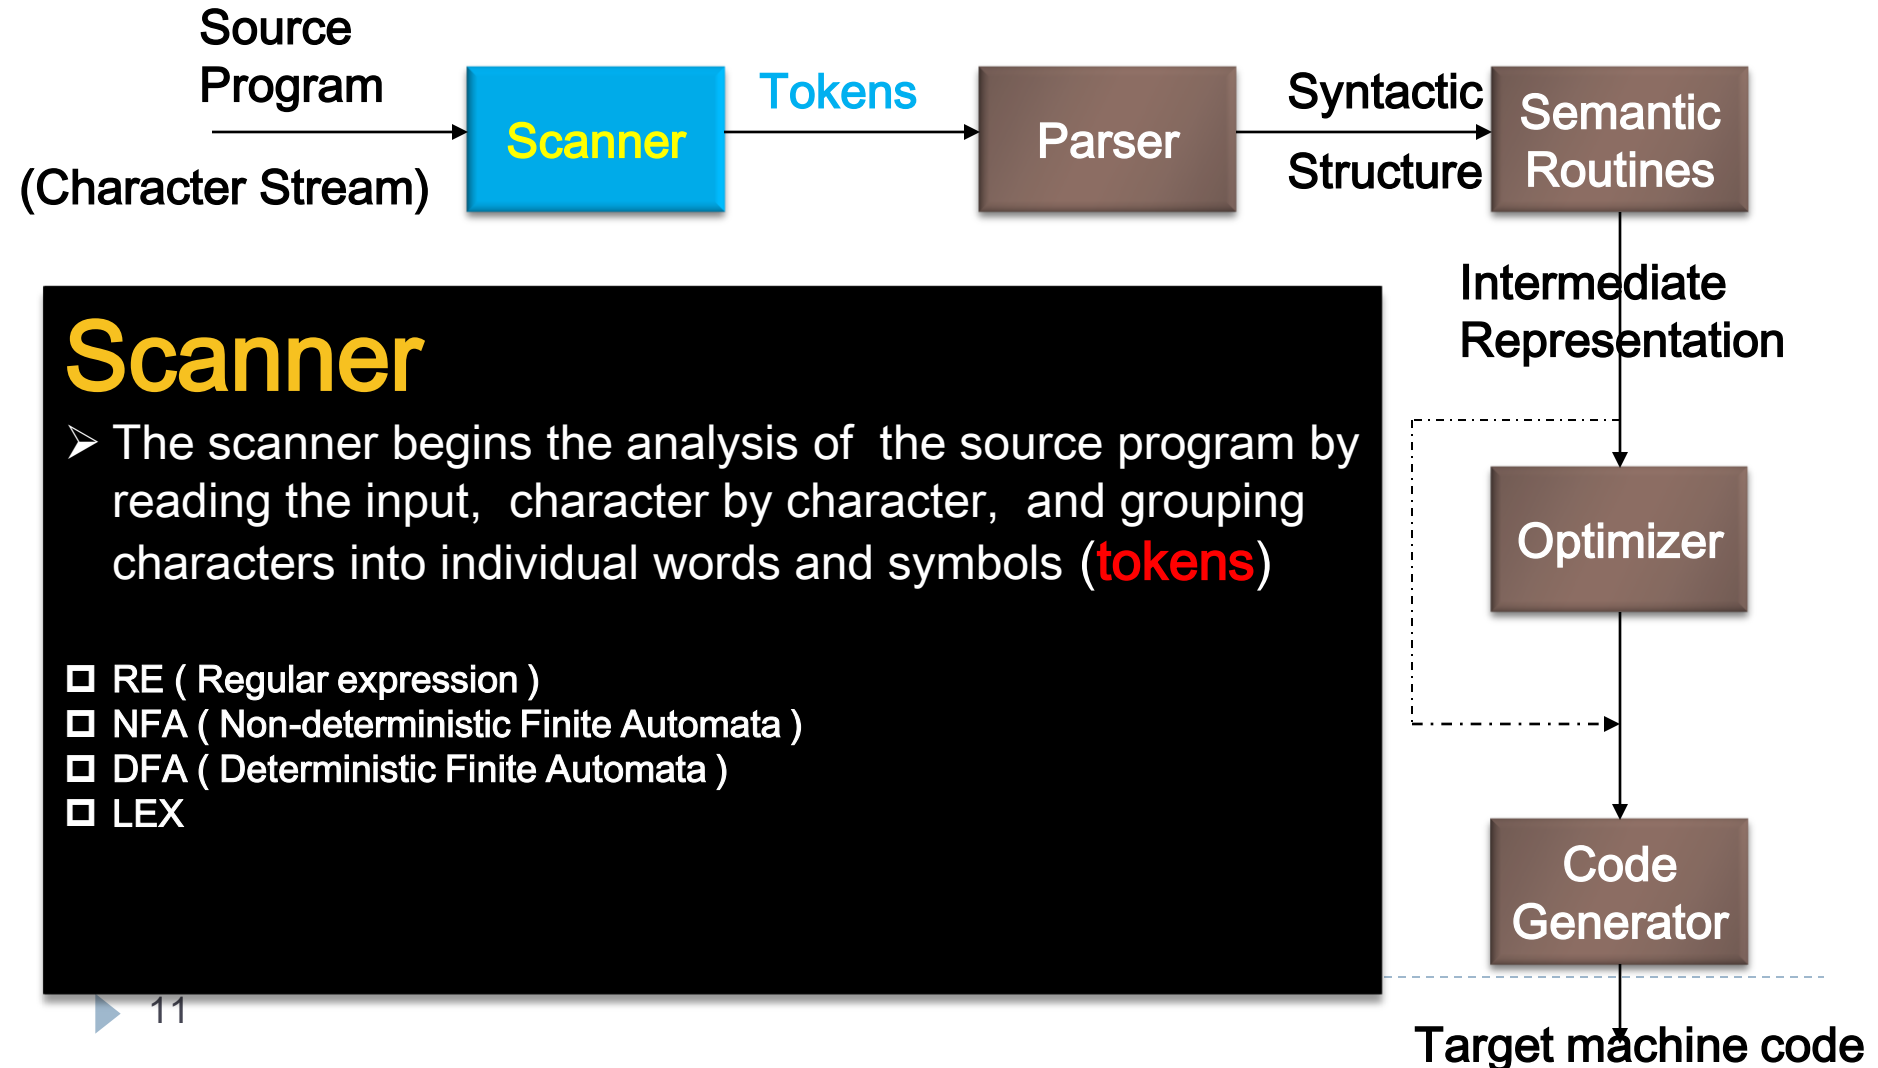 Source
Program
(Character Stream)
Scanner
Tokens
Parser
Syntactic
Structure
Semantic
Routines
Intermediate
Representation
Scanner
The scanner begins the analysis of the source program by
reading the input, character by character, and grouping
characters into individual words and symbols (tokens)
RE ( Regular expression )
NFA ( Non-deterministic Finite Automata )
DFA ( Deterministic Finite Automata )
LEX
Optimizer
Code
Generator
11
Target machine code